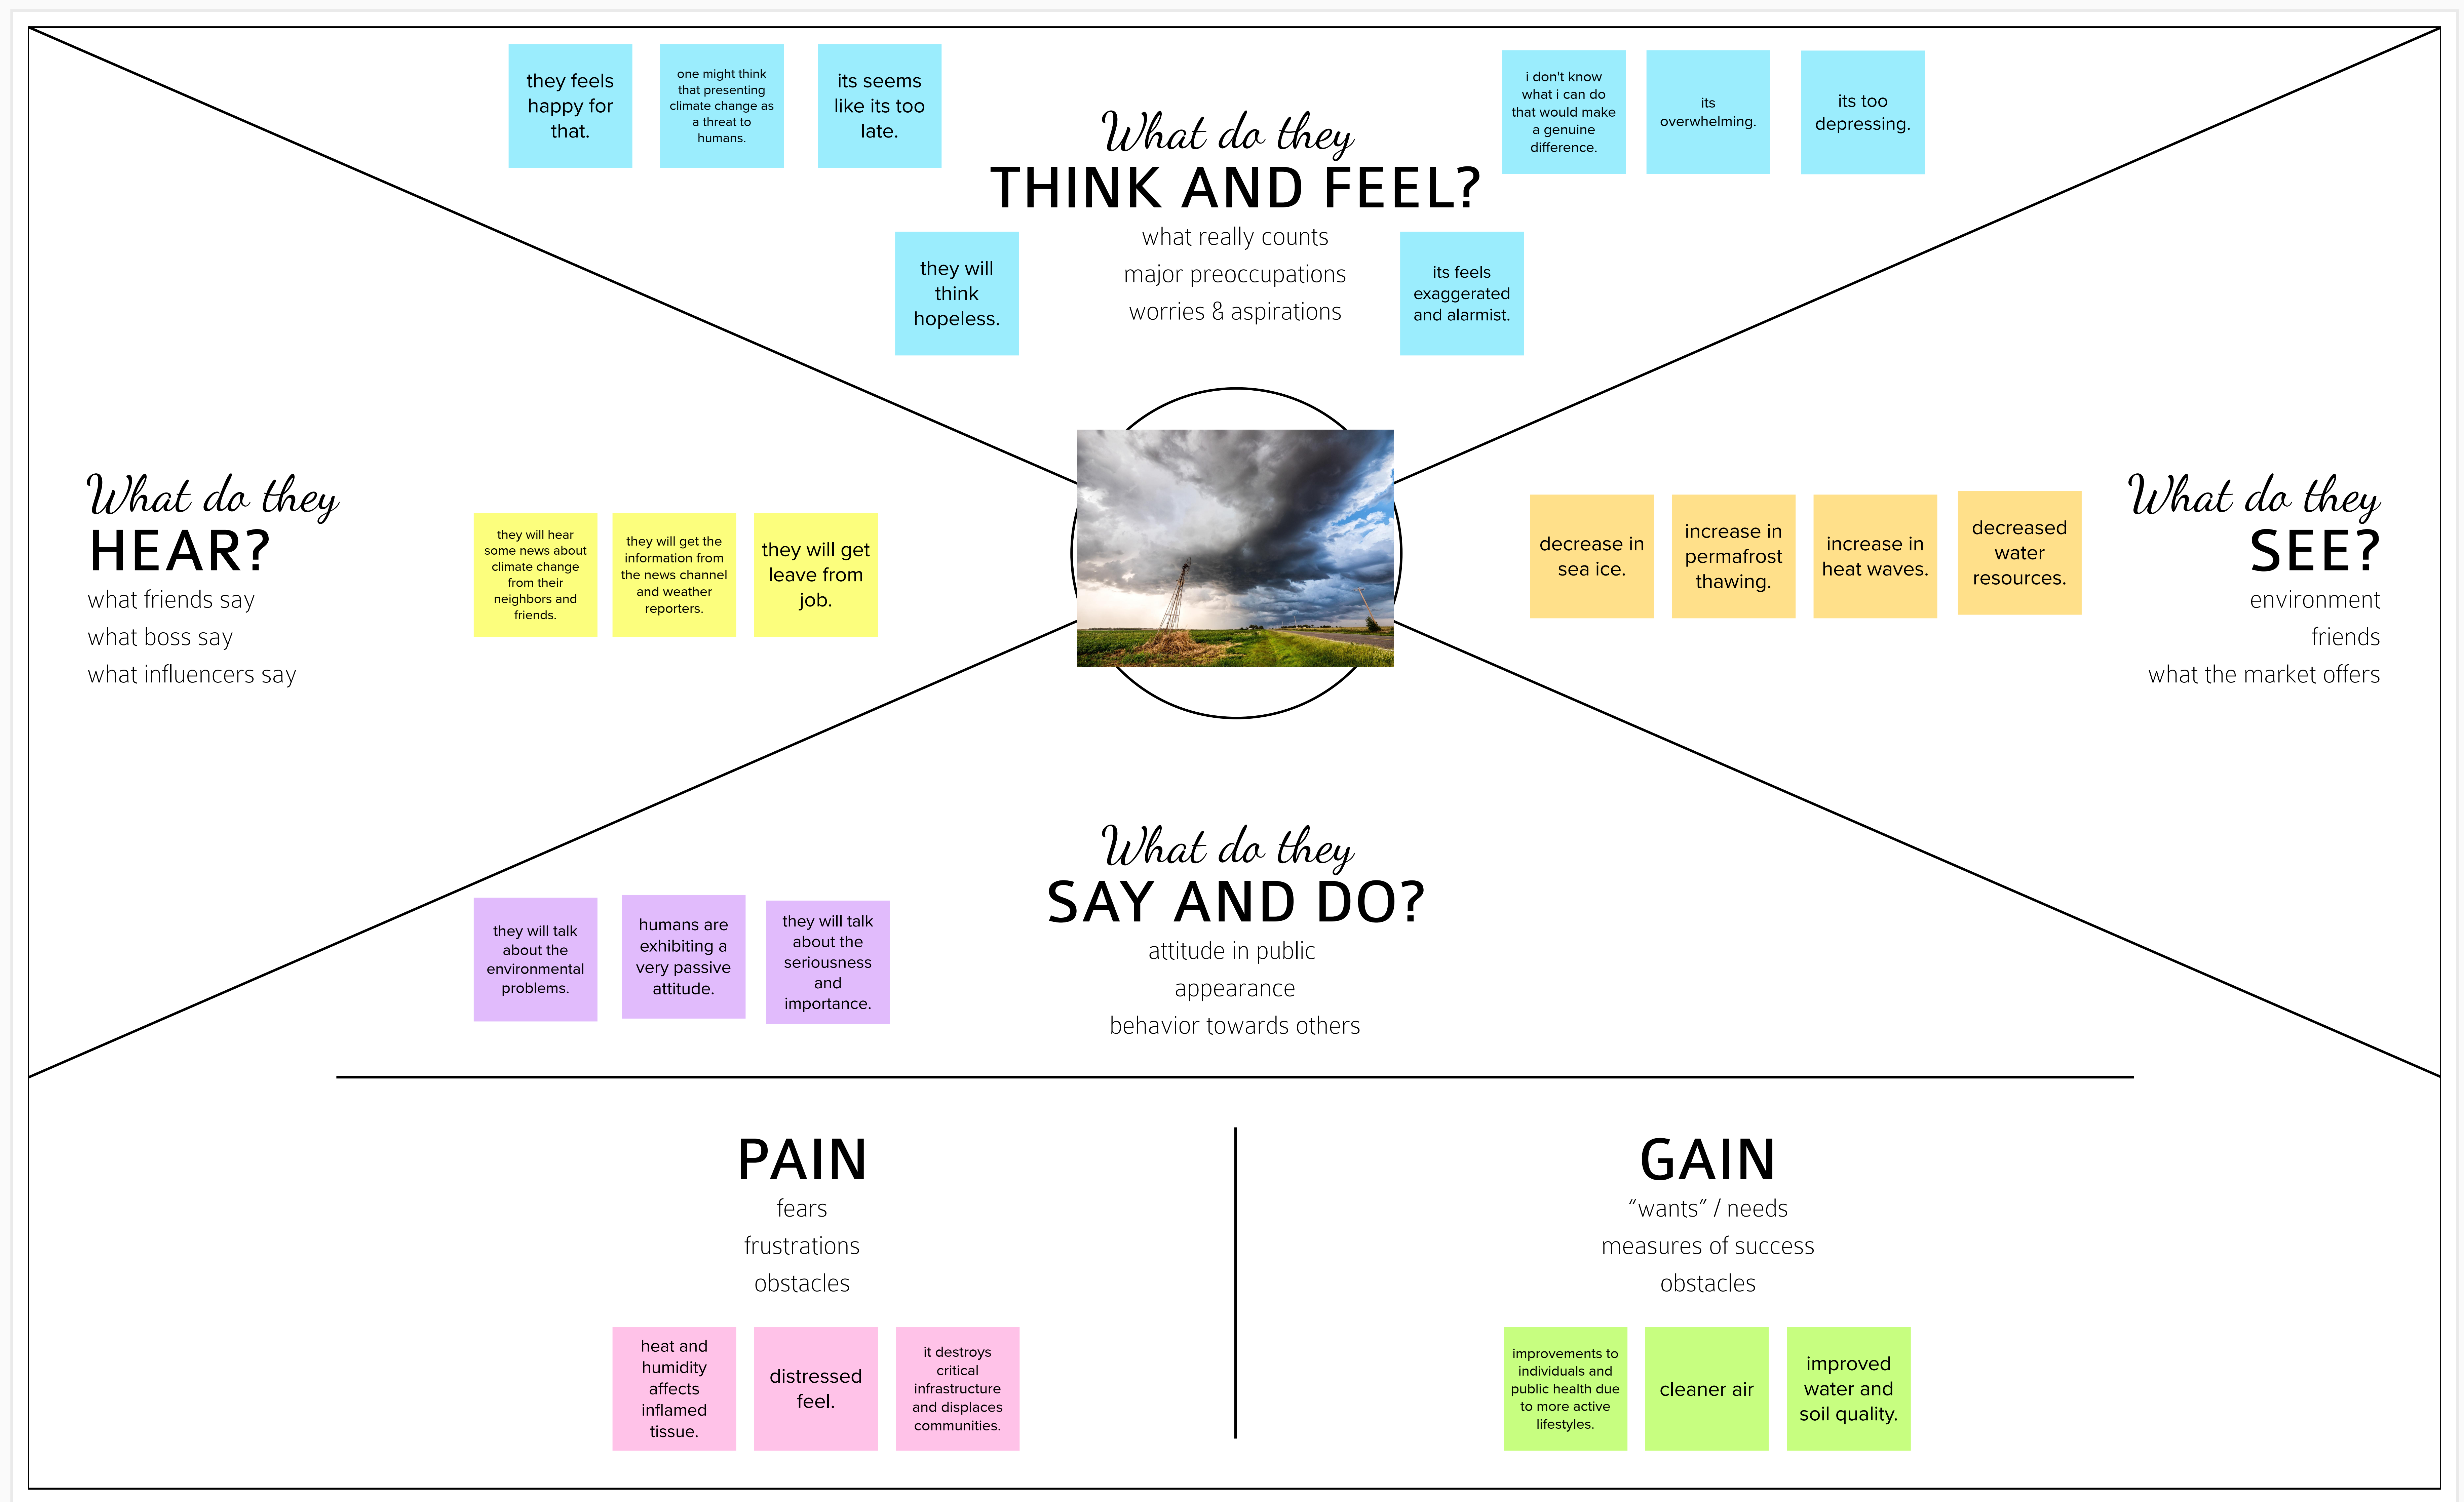 they feels
happy for
that.
one might think
that presenting
climate change as
a threat to
humans.
its seems
like its too
late.
What do they
THINK AND FEEL?
what really counts
major preoccupations
worries & aspirations
i don't know
what i can do
that would make
a genuine
difference.
its
overwhelming.
its too
depressing.
they will
think
hopeless.
its feels
exaggerated
and alarmist.
What do they
HEAR?
what friends say
what boss say
what influencers say
they will hear
some news about
climate change
from their
neighbors and
friends.
they will get the
information from
the news channel
and weather
reporters.
they will get
leave from
job.
decrease in
sea ice.
increase in
permafrost
thawing.
increase in
heat waves.
decreased
water
resources.
What do they
SEE?
environment
friends
what the market offers
What do they
SAY AND DO?
attitude in public
appearance
behavior towards others
they will talk
about the
environmental
problems.
humans are
exhibiting a
very passive
attitude.
they will talk
about the
seriousness
and
importance.
PAIN
fears
frustrations
obstacles
heat and
humidity
affects
inflamed
tissue.
distressed
feel.
it destroys
critical
infrastructure
and displaces
communities.
GAIN
“wants” / needs
measures of success
obstacles
improvements to
individuals and
public health due
to more active
lifestyles.
cleaner air
improved
water and
soil quality.